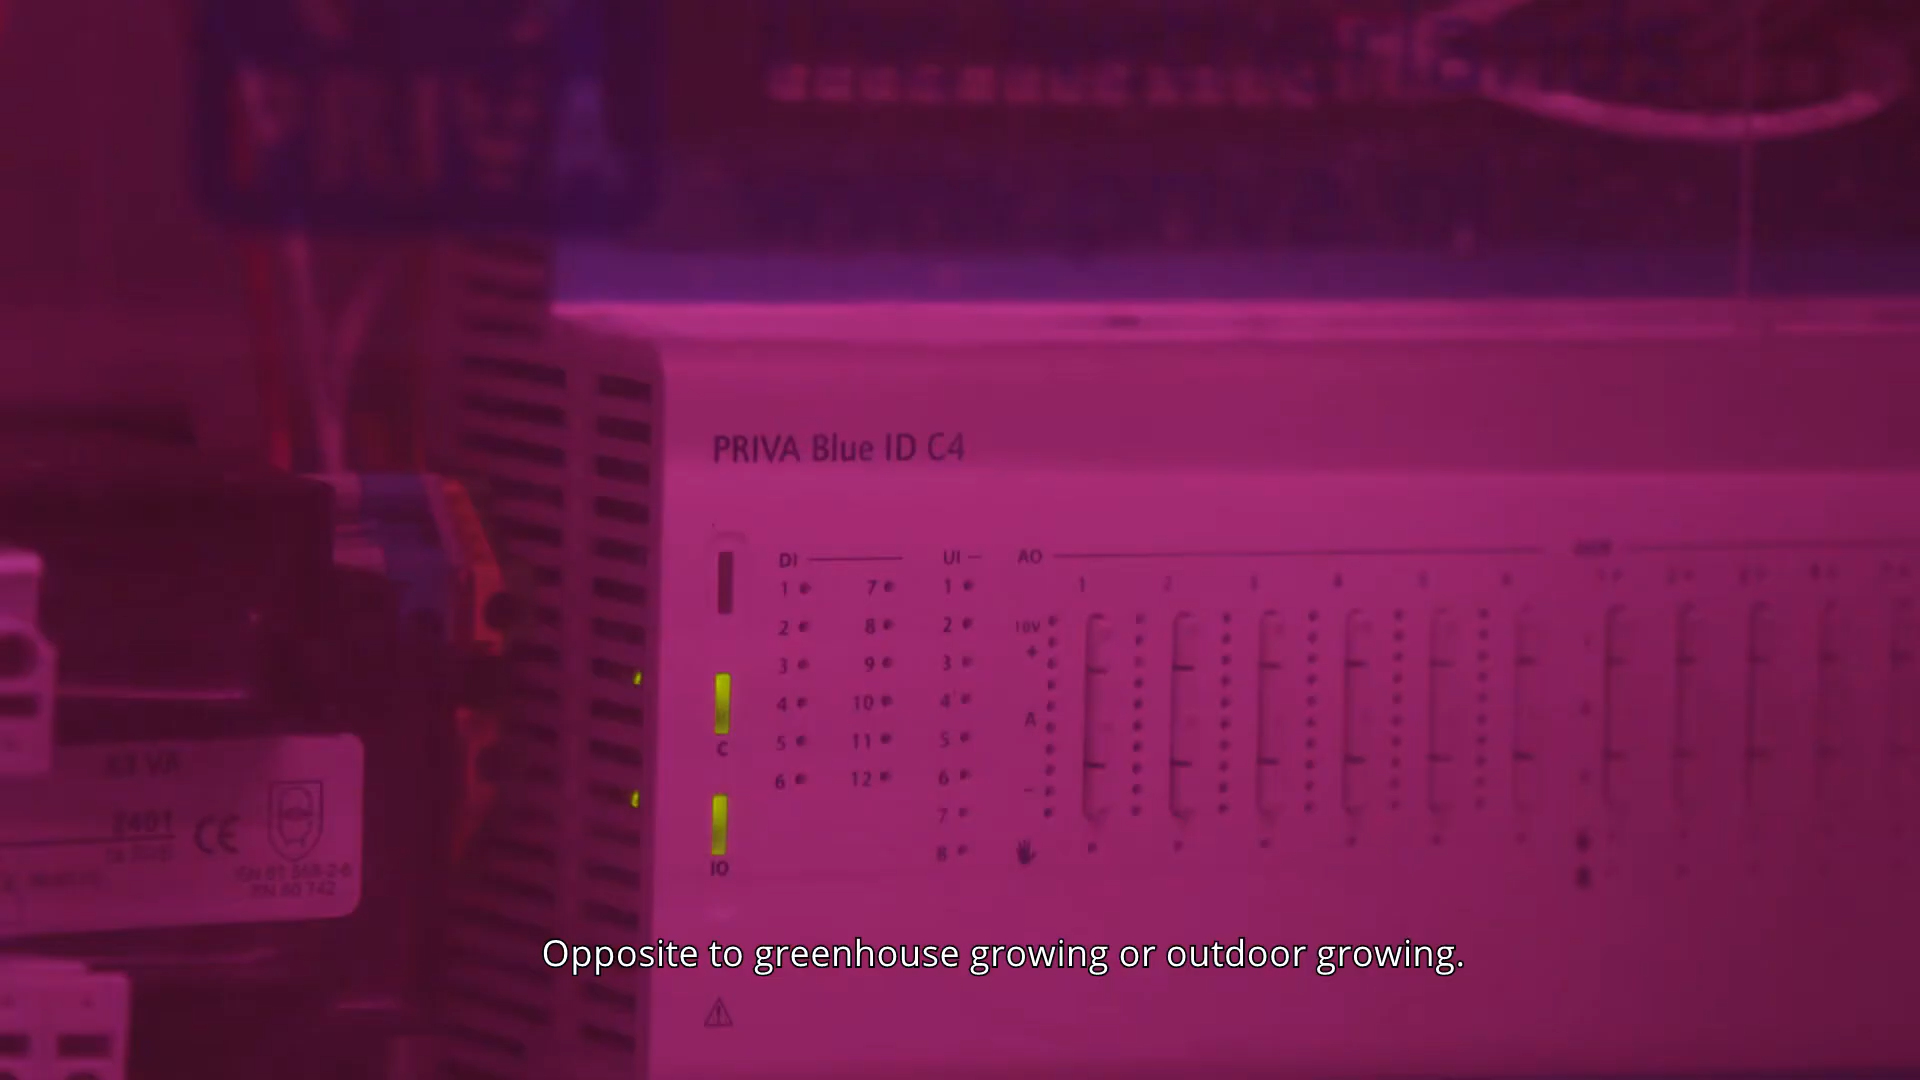 PRIVA Blue ID C4
DI UI AO
1 7 1 1 2 3 4 5 6
2 8 2 10V
3 9 3 +
4 10 4 A
5 11 5
6 12 6 -
7
8
C
IO
CE
Opposite to greenhouse growing or outdoor growing.